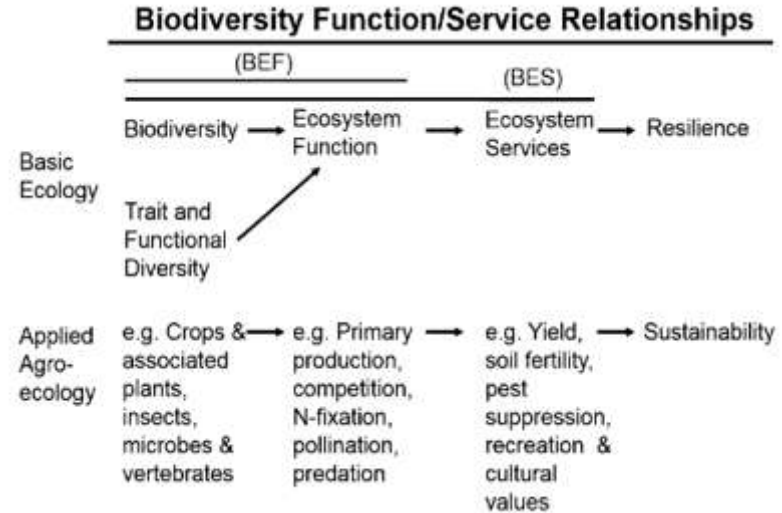 Biodiversity Function/Service Relationships
(BEF)
(BES)
Biodiversity
Ecosystem
Function
Ecosystem
Services
Resilience
Basic
Ecology
Trait and
Functional
Diversity
Applied
Agro-
ecology
e.g. Crops &
associated
plants,
insects,
microbes &
vertebrates
e.g. Primary
production,
competition,
N-fixation,
pollination,
predation
e.g. Yield,
soil fertility,
pest
suppression,
recreation &
cultural
values
Sustainability